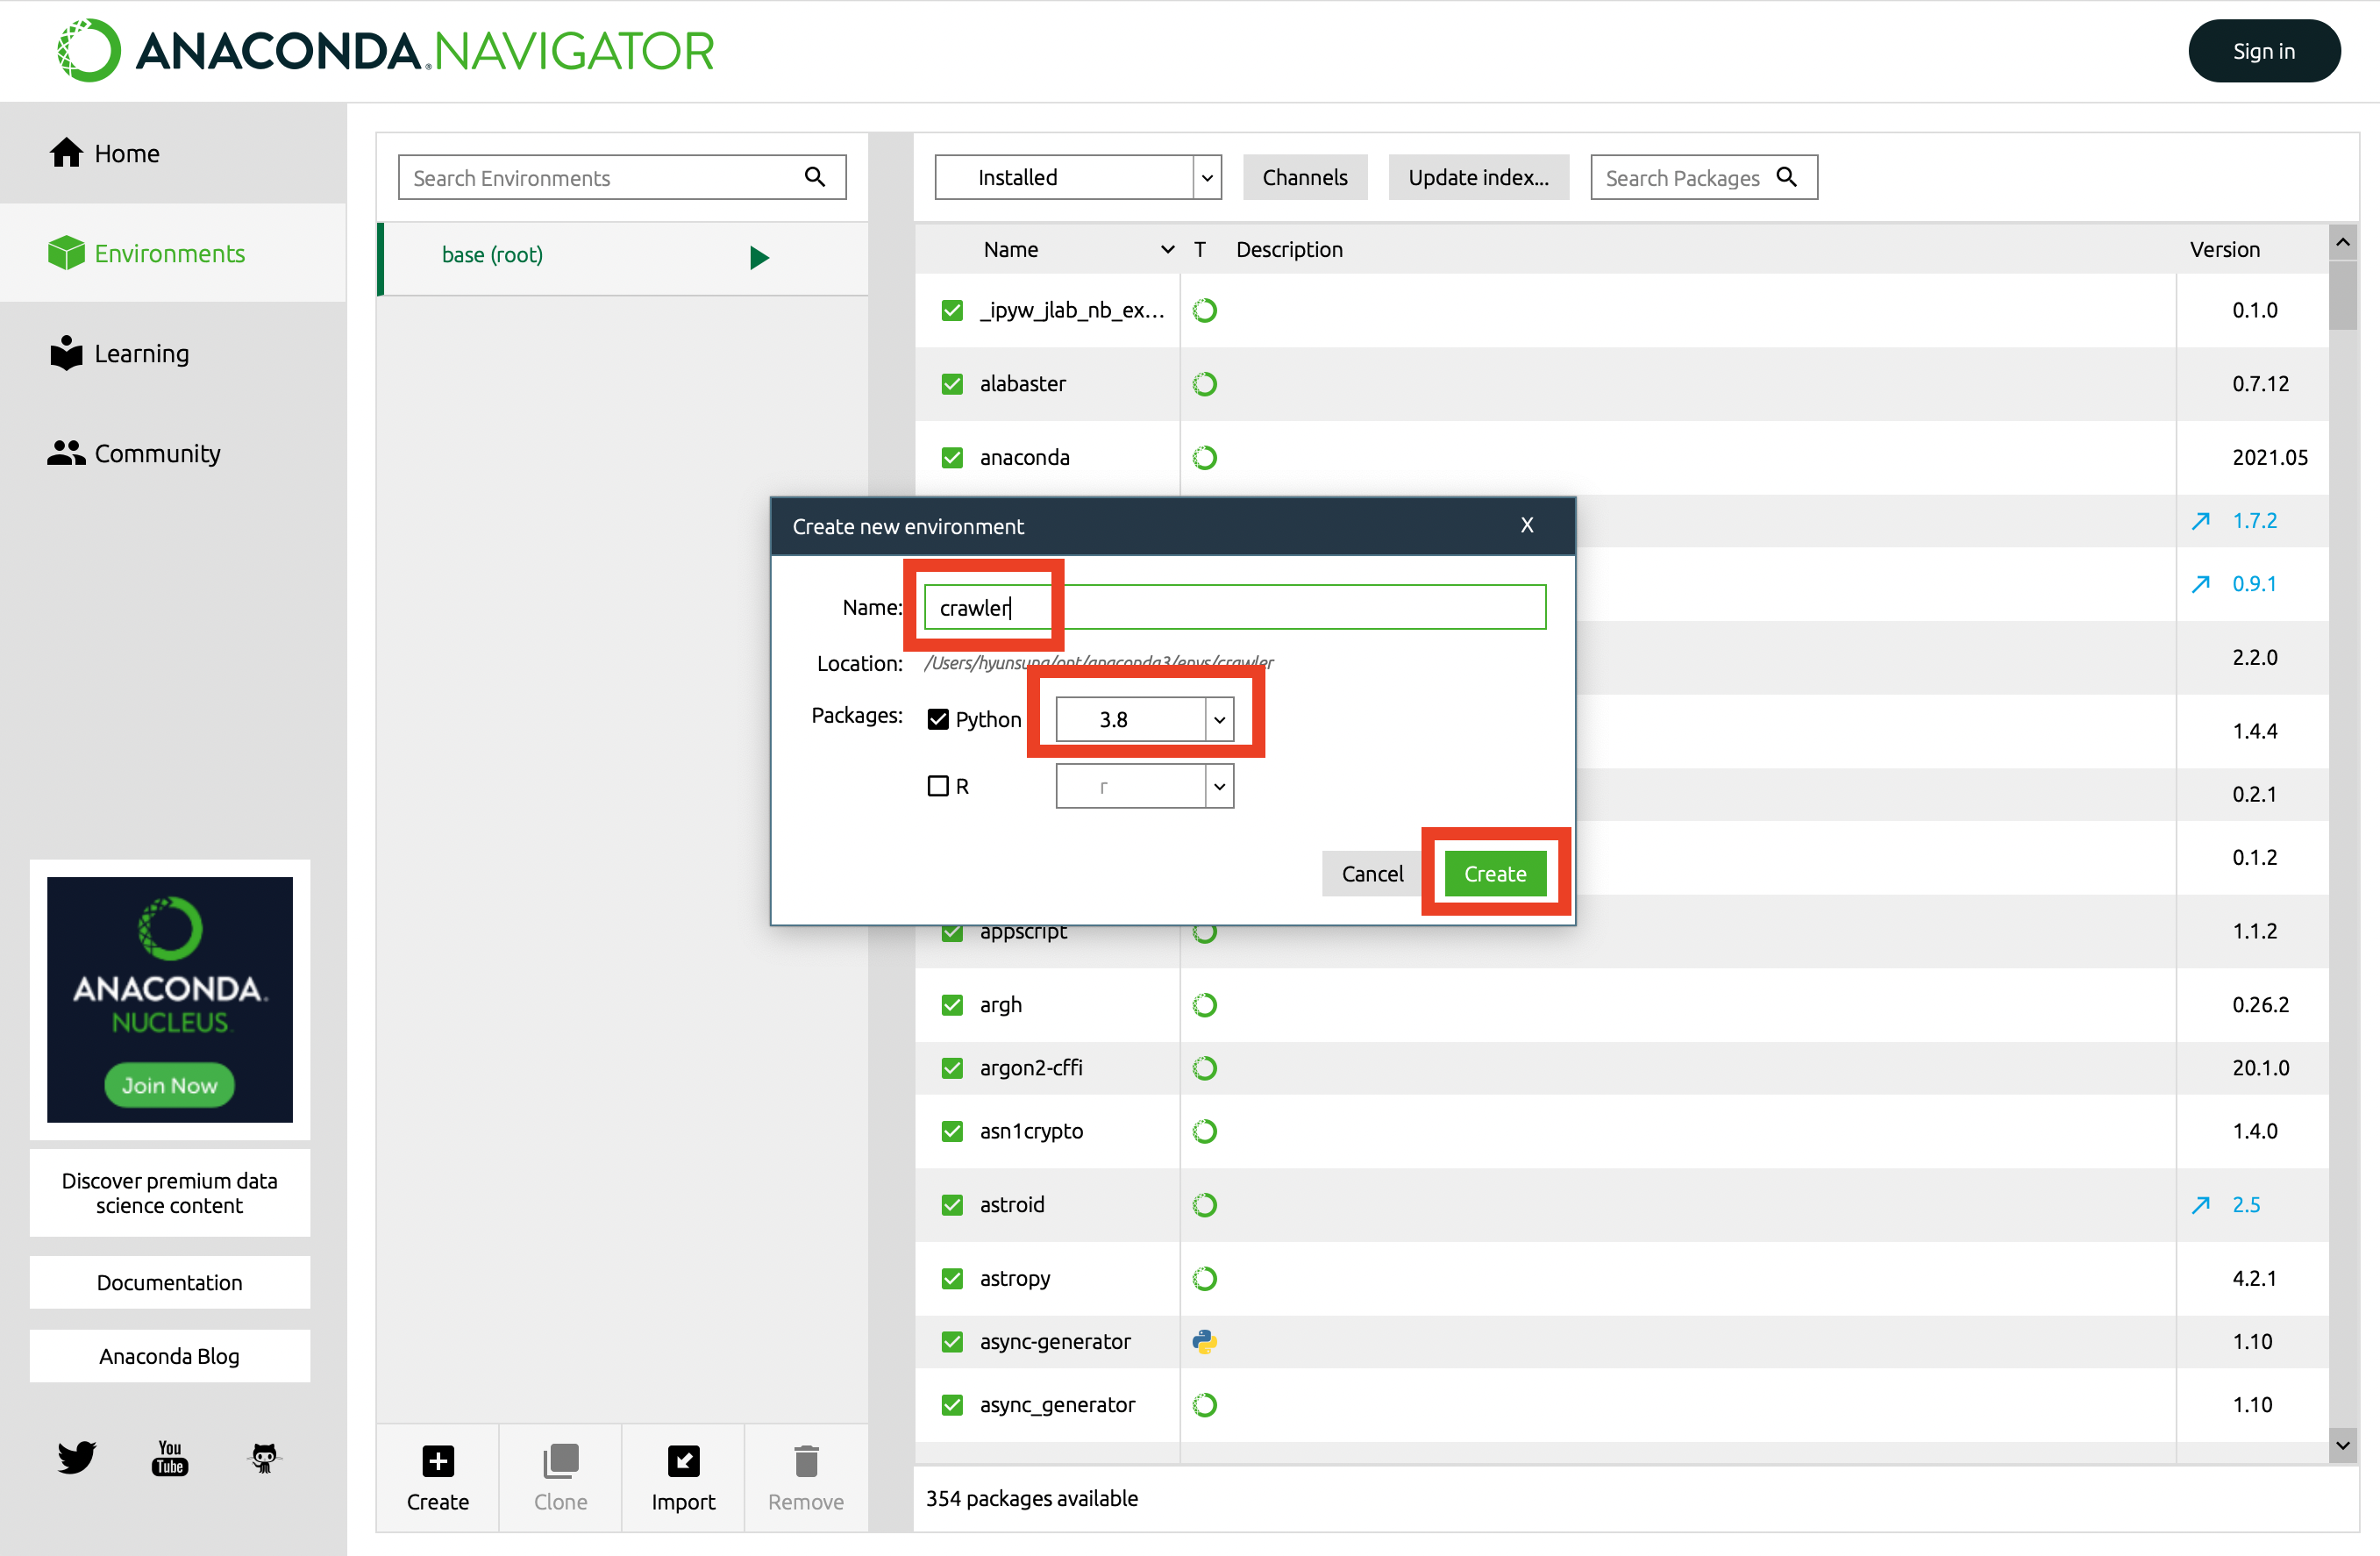 ANACONDA.NAVIGATOR
Sign in
Home
Environments
Learning
Community
ANACONDA.
NUCLEUS
Join Now
Discover premium data
science content
Documentation
Anaconda Blog
You
Tube
Search Environments
base (root)
Create
Clone
Import
Remove
Installed
Channels
Update index...
Search Packages
Name T Description Version
_ipyw_jlab_nb_ex... 0.1.0
alabaster 0.7.12
anaconda 2021.05
1.7.2
0.9.1
2.2.0
1.4.4
0.2.1
0.1.2
appscript 1.1.2
argh 0.26.2
argon2-cffi 20.1.0
asn1crypto 1.4.0
astroid 2.5
astropy 4.2.1
async-generator 1.10
async_generator 1.10
354 packages available
Create new environment X
Name: crawler
Location: /Users/hyunsung/opt/anaconda3/envs/crawler
Packages: Python 3.8
R r
Cancel Create